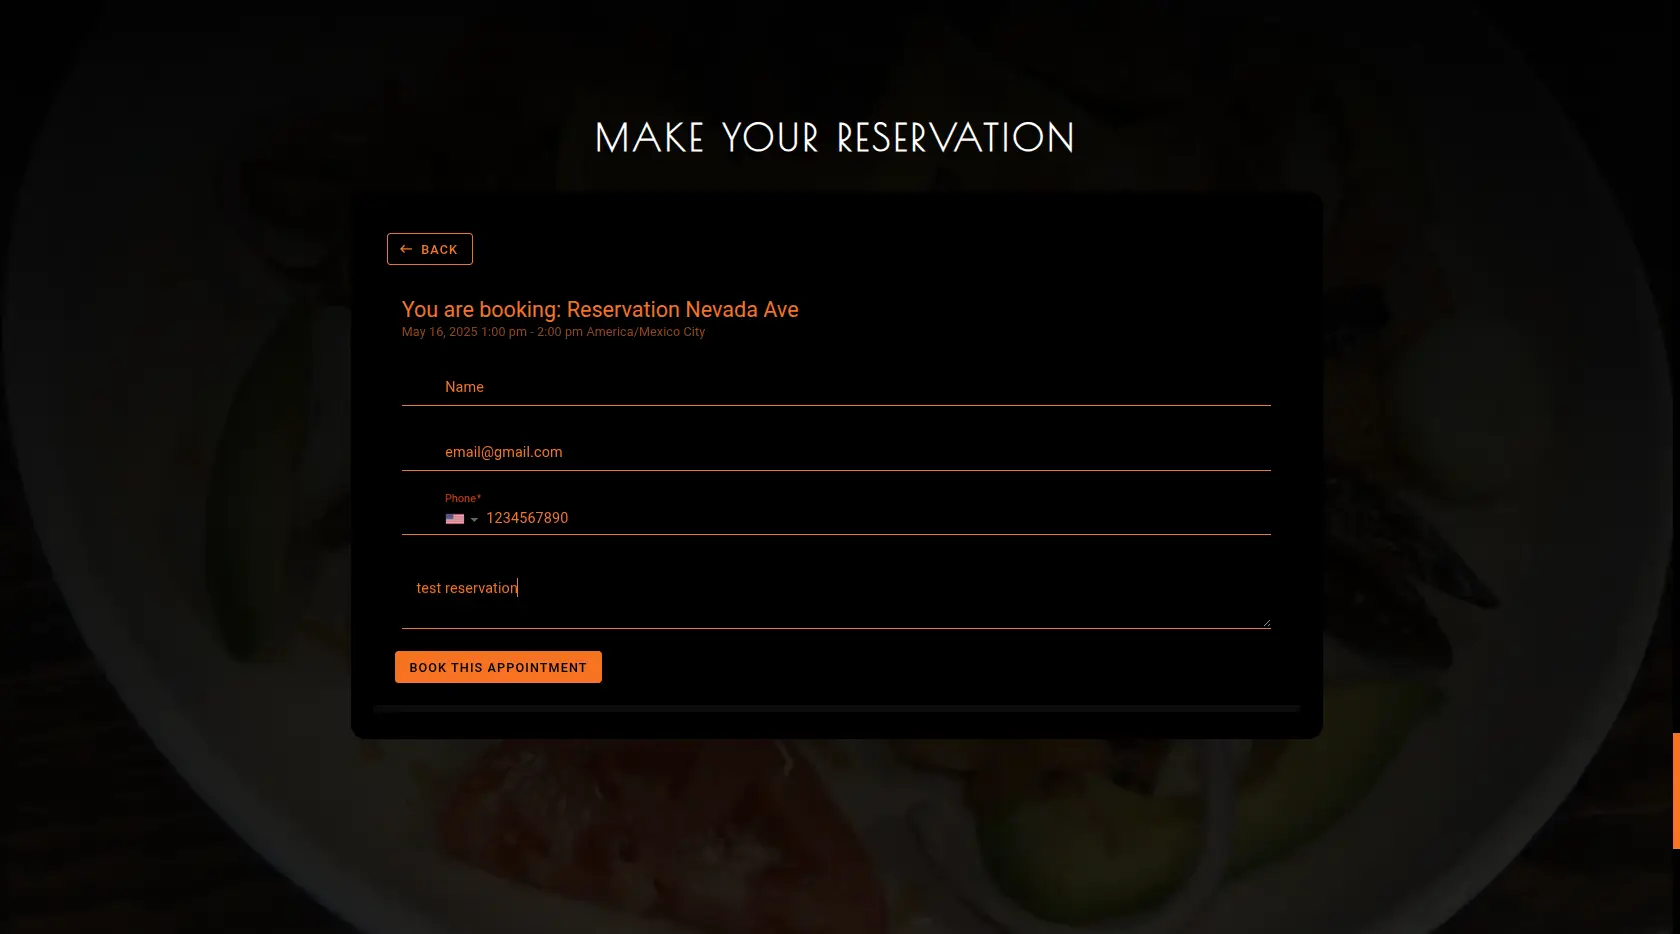 MAKE YOUR RESERVATION
← BACK
You are booking: Reservation Nevada Ave
May 16, 2025 1:00 pm - 2:00 pm America/Mexico City
Name
email@gmail.com
Phone*
1234567890
test reservation
BOOK THIS APPOINTMENT